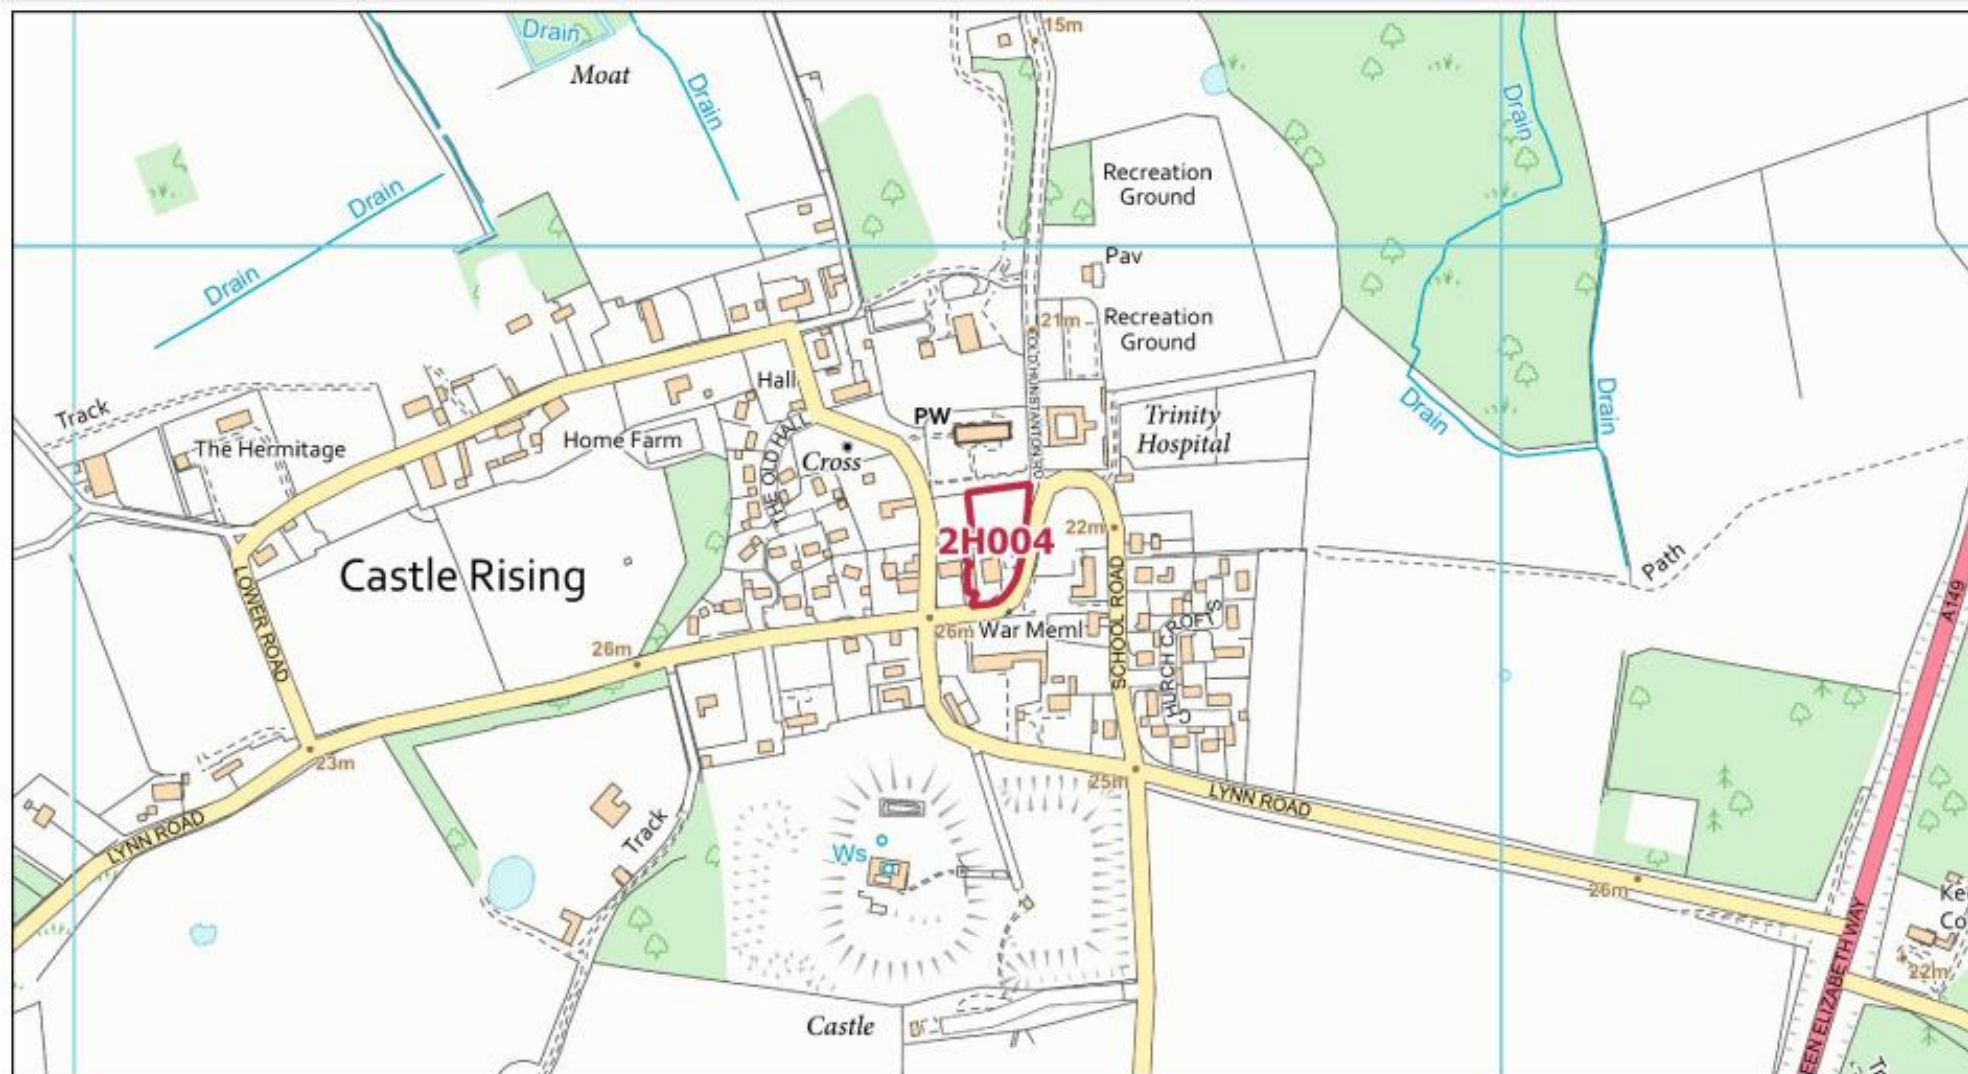 Drain
15m
Moat
Drain
Drain
Recreation
Ground
Drain
Drain
Pav
21m
Recreation
Ground
OLD HUNSTANTON RD
Hall
Track
Drain
Drain
PW
Trinity
Hospital
The Hermitage
Home Farm
THE OLD HALL
Cross
22m
2H004
Castle Rising
Path
A149
LOWER ROAD
SCHOOL ROAD
CHURCH CROFTS
26m
War Meml
26m
23m
25m
LYNN ROAD
LYNN ROAD
Track
Ws
26m
22m
Castle